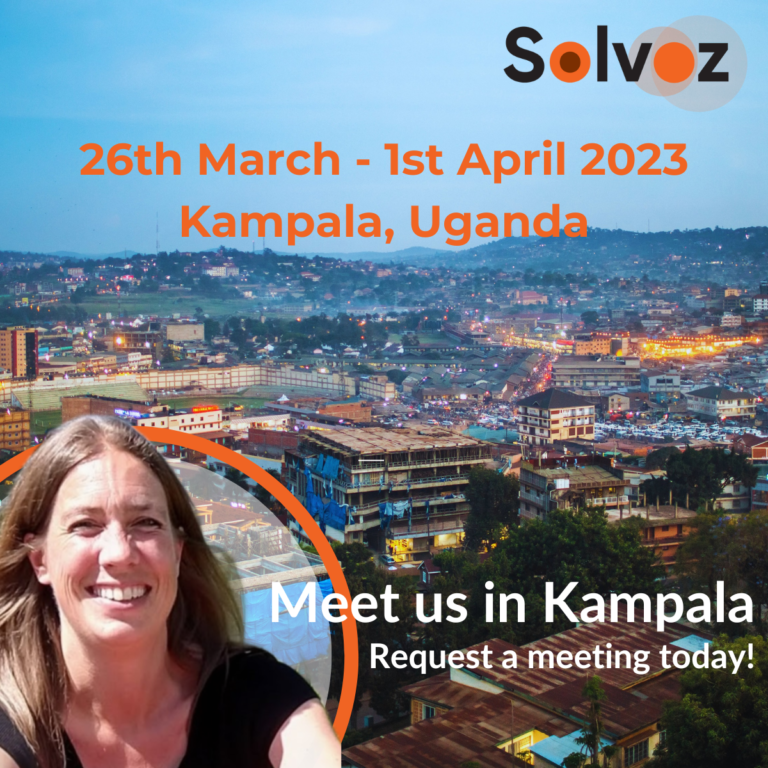 Solvoz
26th March - 1st April 2023
Kampala, Uganda
Meet us in Kampala
Request a meeting today!